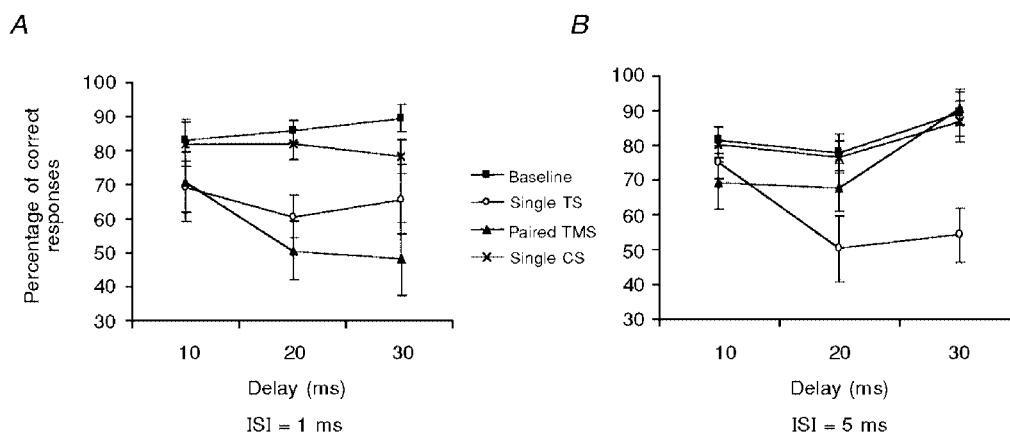 A
B
Percentage of correct
responses
100
90
80
70
60
50
40
30
10 20 30
Delay (ms)
ISI = 1 ms
Baseline
Single TS
Paired TMS
Single CS
100
90
80
70
60
50
40
30
10 20 30
Delay (ms)
ISI = 5 ms